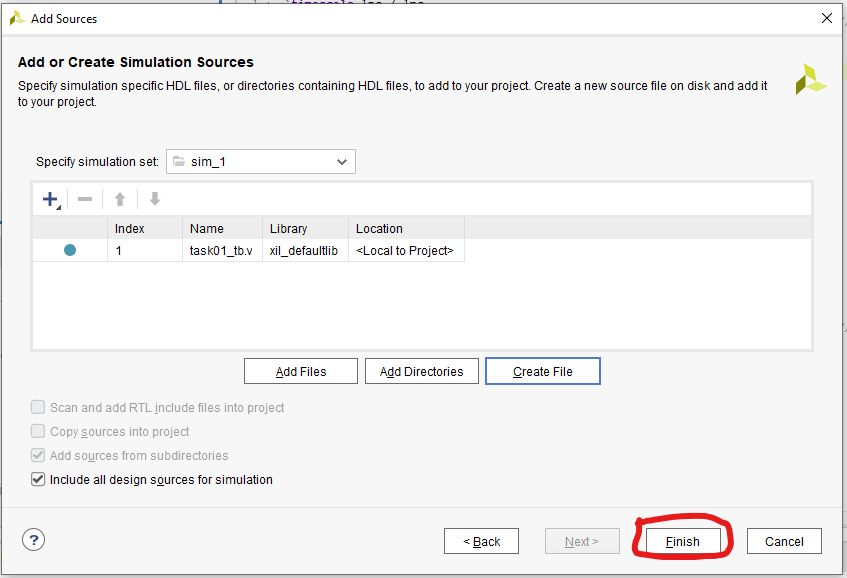 Add Sources
Add or Create Simulation Sources
Specify simulation specific HDL files, or directories containing HDL files, to add to your project. Create a new source file on disk and add it
to your project.
Specify simulation set: sim_1
Index Name Library Location
1 task01_tb.v xil_defaultlib <Local to Project>
Add Files Add Directories Create File
Scan and add RTL include files into project
Copy sources into project
Add sources from subdirectories
Include all design sources for simulation
? < Back Next > Finish Cancel